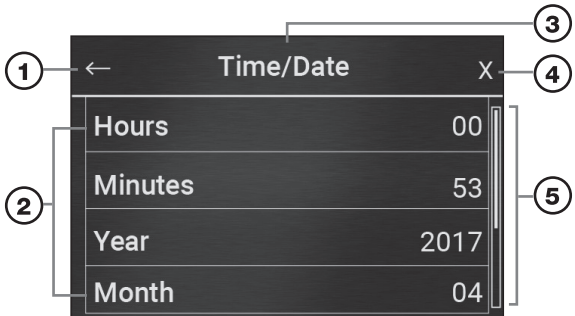 3
1 ← Time/Date X 4
Hours 00
2 Minutes 53 5
Year 2017
Month 04